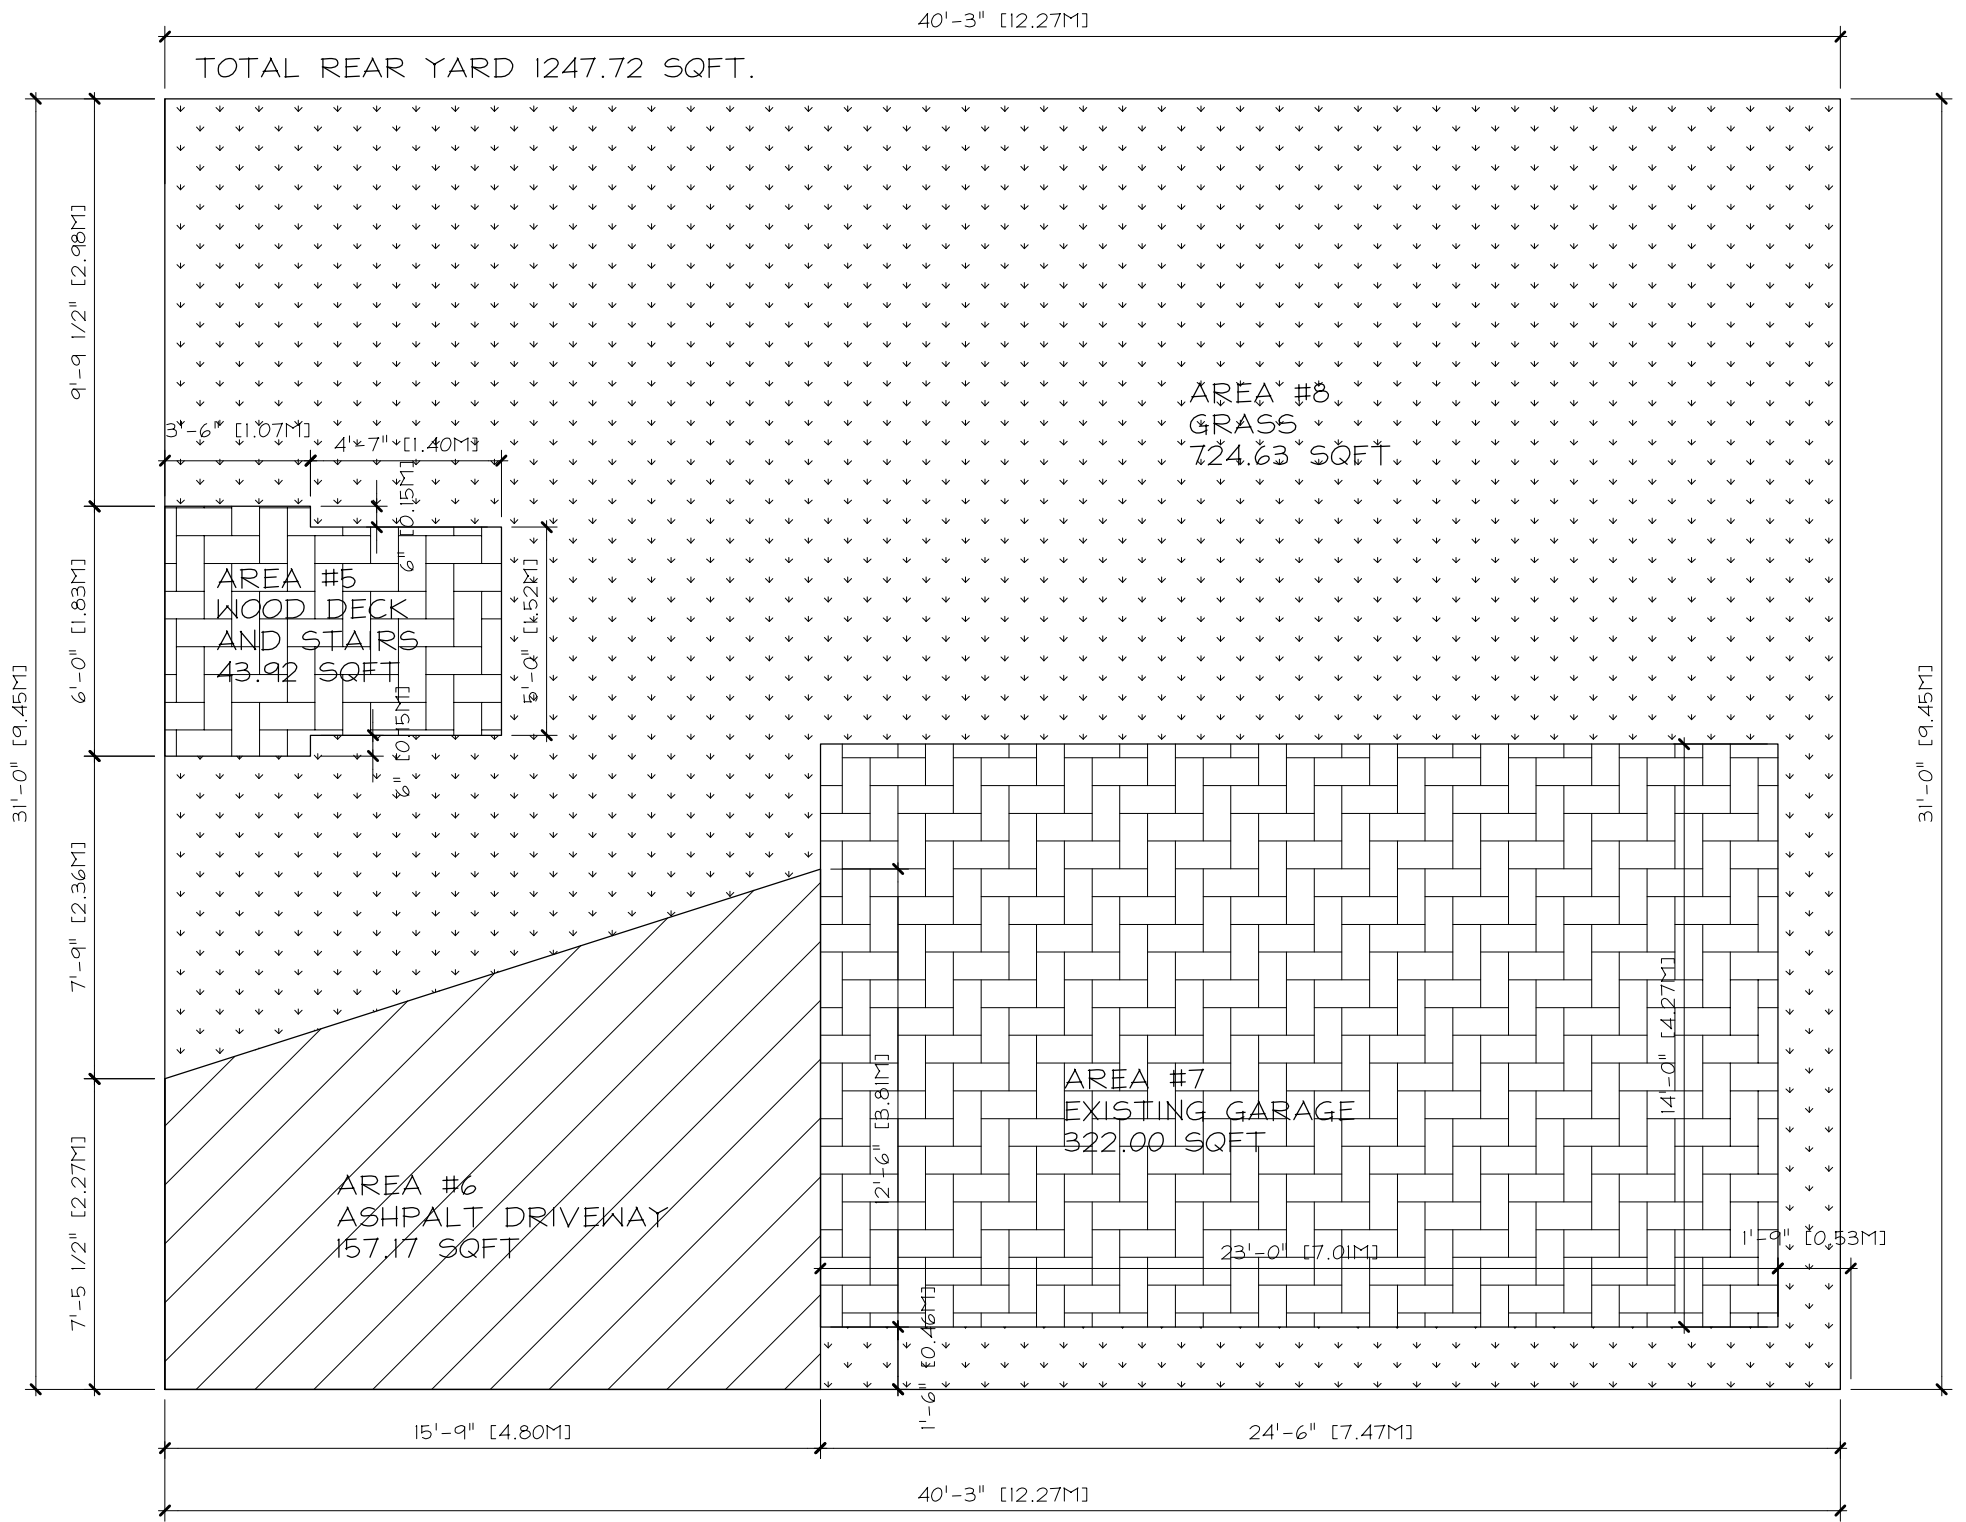 40'-3" [12.27M]
TOTAL REAR YARD 1247.72 SQFT.
9'-9 1/2" [2.98M]
6'-0" [1.83M]
7'-9" [2.36M]
7'-5 1/2" [2.27M]
31'-0" [9.45M]
3'-6" [1.07M]
4'-7" [1.40M]
6" [0.15M]
5'-0" [1.52M]
6" [0.15M]
AREA #5
WOOD DECK
AND STAIRS
43.92 SQFT
AREA #8
GRASS
724.63 SQFT
31'-0" [9.45M]
AREA #6
ASHPALT DRIVEWAY
157.17 SQFT
12'-6" [3.81M]
AREA #7
EXISTING GARAGE
322.00 SQFT
14'-0" [4.27M]
23'-0" [7.01M]
1'-9" [0.53M]
1'-6" [0.46M]
15'-9" [4.80M]
24'-6" [7.47M]
40'-3" [12.27M]